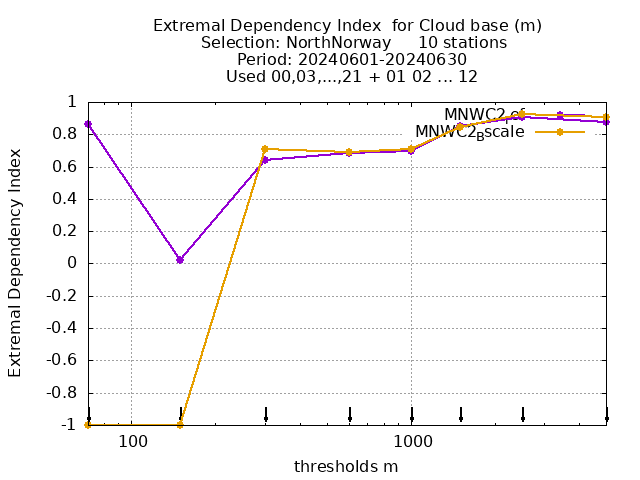 Extremal Dependency Index for Cloud base (m)
Selection: NorthNorway 10 stations
Period: 20240601-20240630
Used 00,03,...,21 + 01 02 ... 12
Extremal Dependency Index
1
0.8
0.6
0.4
0.2
0
-0.2
-0.4
-0.6
-0.8
-1
MNWC2
MNWC2Bscale
100 1000
thresholds m